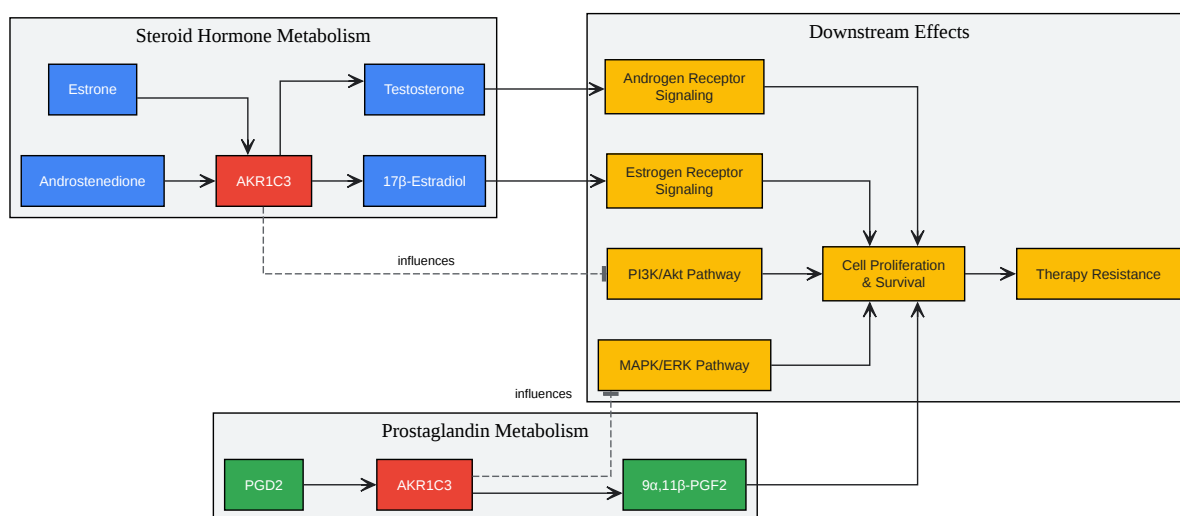 Steroid Hormone Metabolism
Estrone
Testosterone
Androstenedione
AKR1C3
17β-Estradiol
influences
Downstream Effects
Androgen Receptor
Signaling
Estrogen Receptor
Signaling
PI3K/Akt Pathway
Cell Proliferation
& Survival
Therapy Resistance
MAPK/ERK Pathway
influences
Prostaglandin Metabolism
PGD2
AKR1C3
9α,11β-PGF2